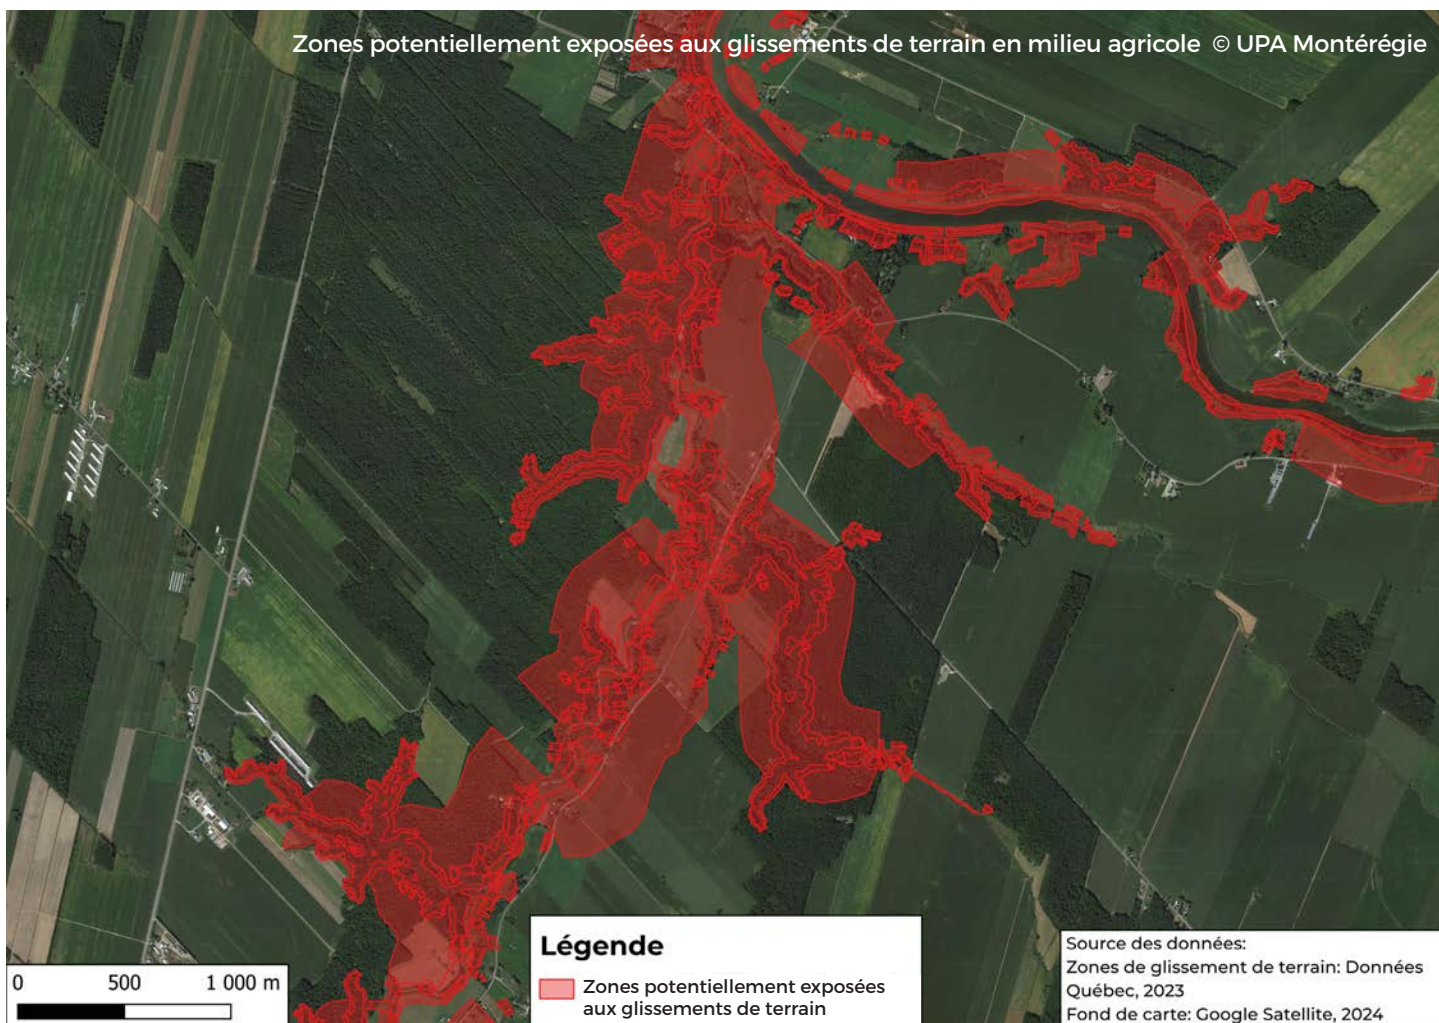 Zones potentiellement exposées aux glissements de terrain en milieu agricole © UPA Montérégie
Légende
Zones potentiellement exposées
aux glissements de terrain
0 500 1 000 m
Source des données:
Zones de glissement de terrain: Données
Québec, 2023
Fond de carte: Google Satellite, 2024